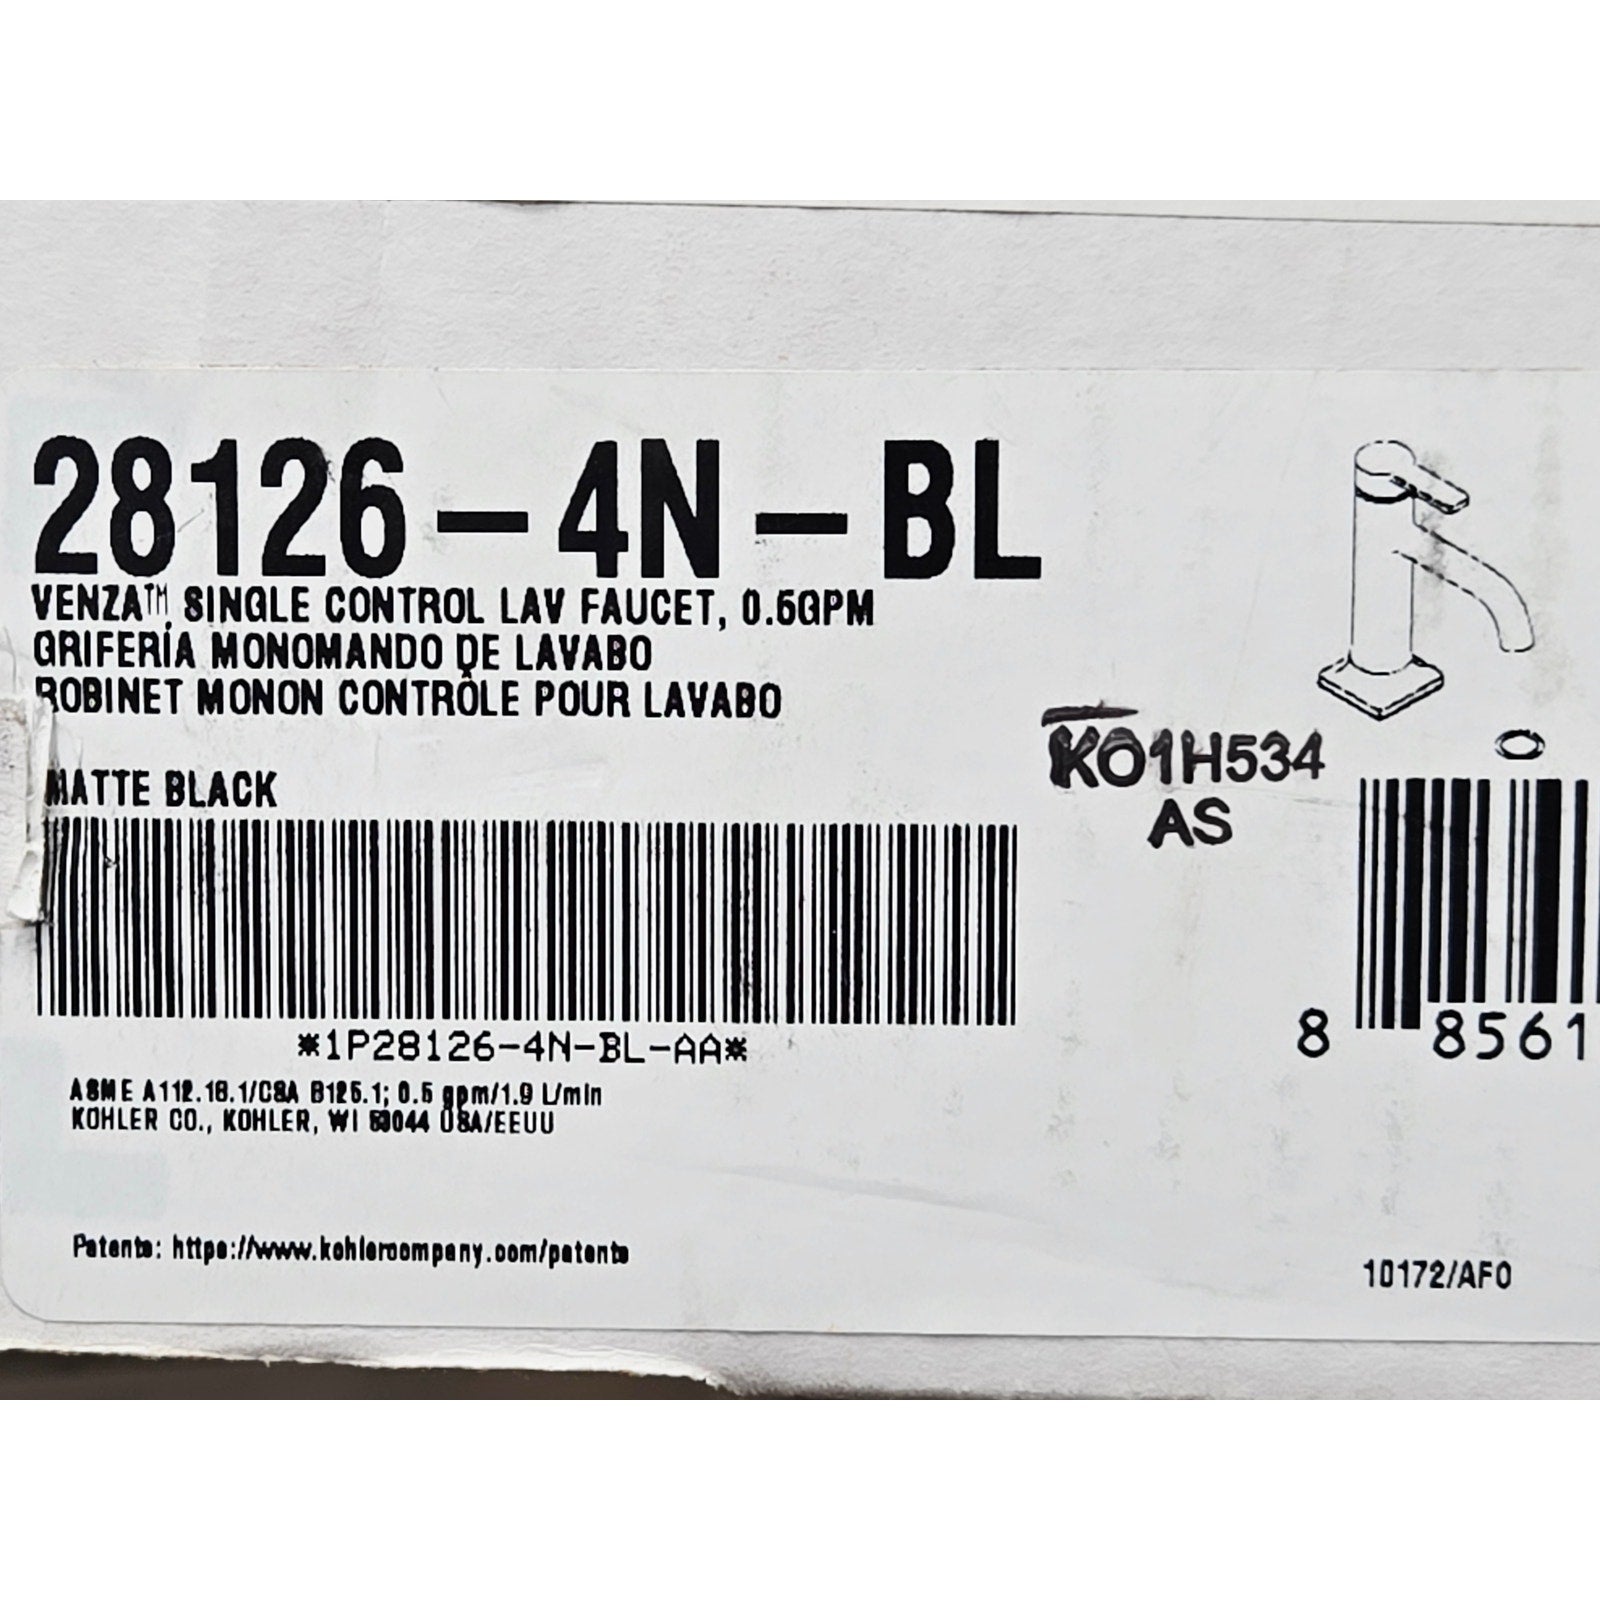 28126-4N-BL
VENZA™, SINGLE CONTROL LAV FAUCET, 0.5GPM
GRIFERÍA MONOMANDO DE LAVABO
ROBINET MONON CONTRÔLE POUR LAVABO
MATTE BLACK
KO1H534
AS
*1P28126-4N-BL-AA*
8 8561
ASME A112.18.1/CSA B125.1; 0.5 gpm/1.9 L/min
KOHLER CO., KOHLER, WI 53044 USA/EEUU
Patents: https://www.kohlercompany.com/patents
10172/AF0